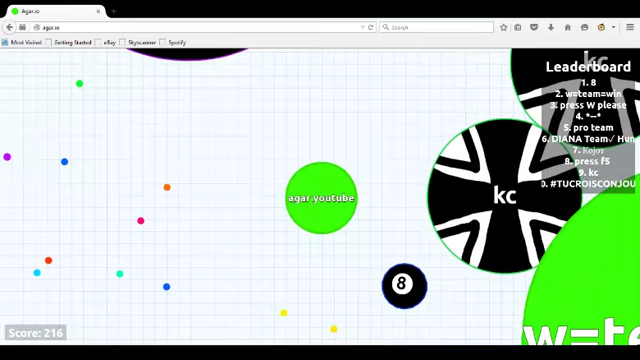 Agar.io
agar.io
Search
Most Visited
Getting Started
eBay
Skyscanner
Spotify
kc
Leaderboard
1. 8
2. w=team=win
3. press W please
4. *--*
5. pro team
6. DIANA Team✓ Hun
7. Kojot
8. press f5
9. kc
0. #TUCROISCONJOU
agar youtube
kc
8
w=te
Score: 216